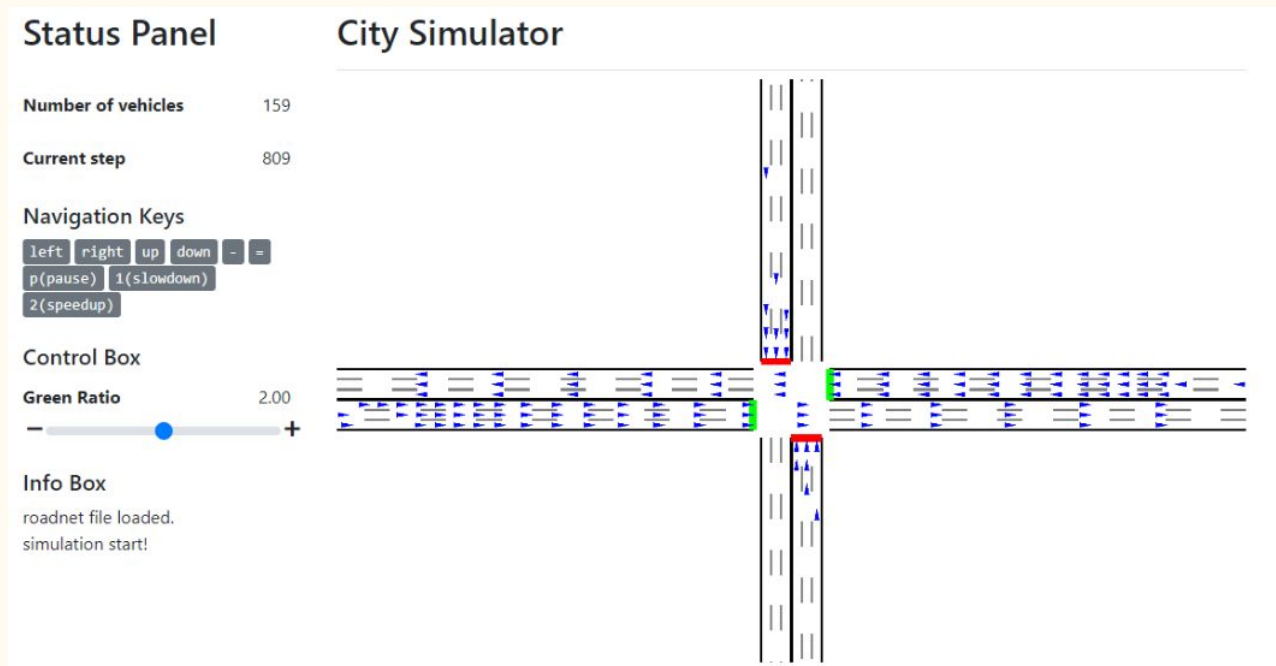 Status Panel
Number of vehicles 159
Current step 809
Navigation Keys
left right up down - =
p(pause) 1(slowdown)
2(speedup)
Control Box
Green Ratio 2.00
− +
Info Box
roadnet file loaded.
simulation start!
City Simulator